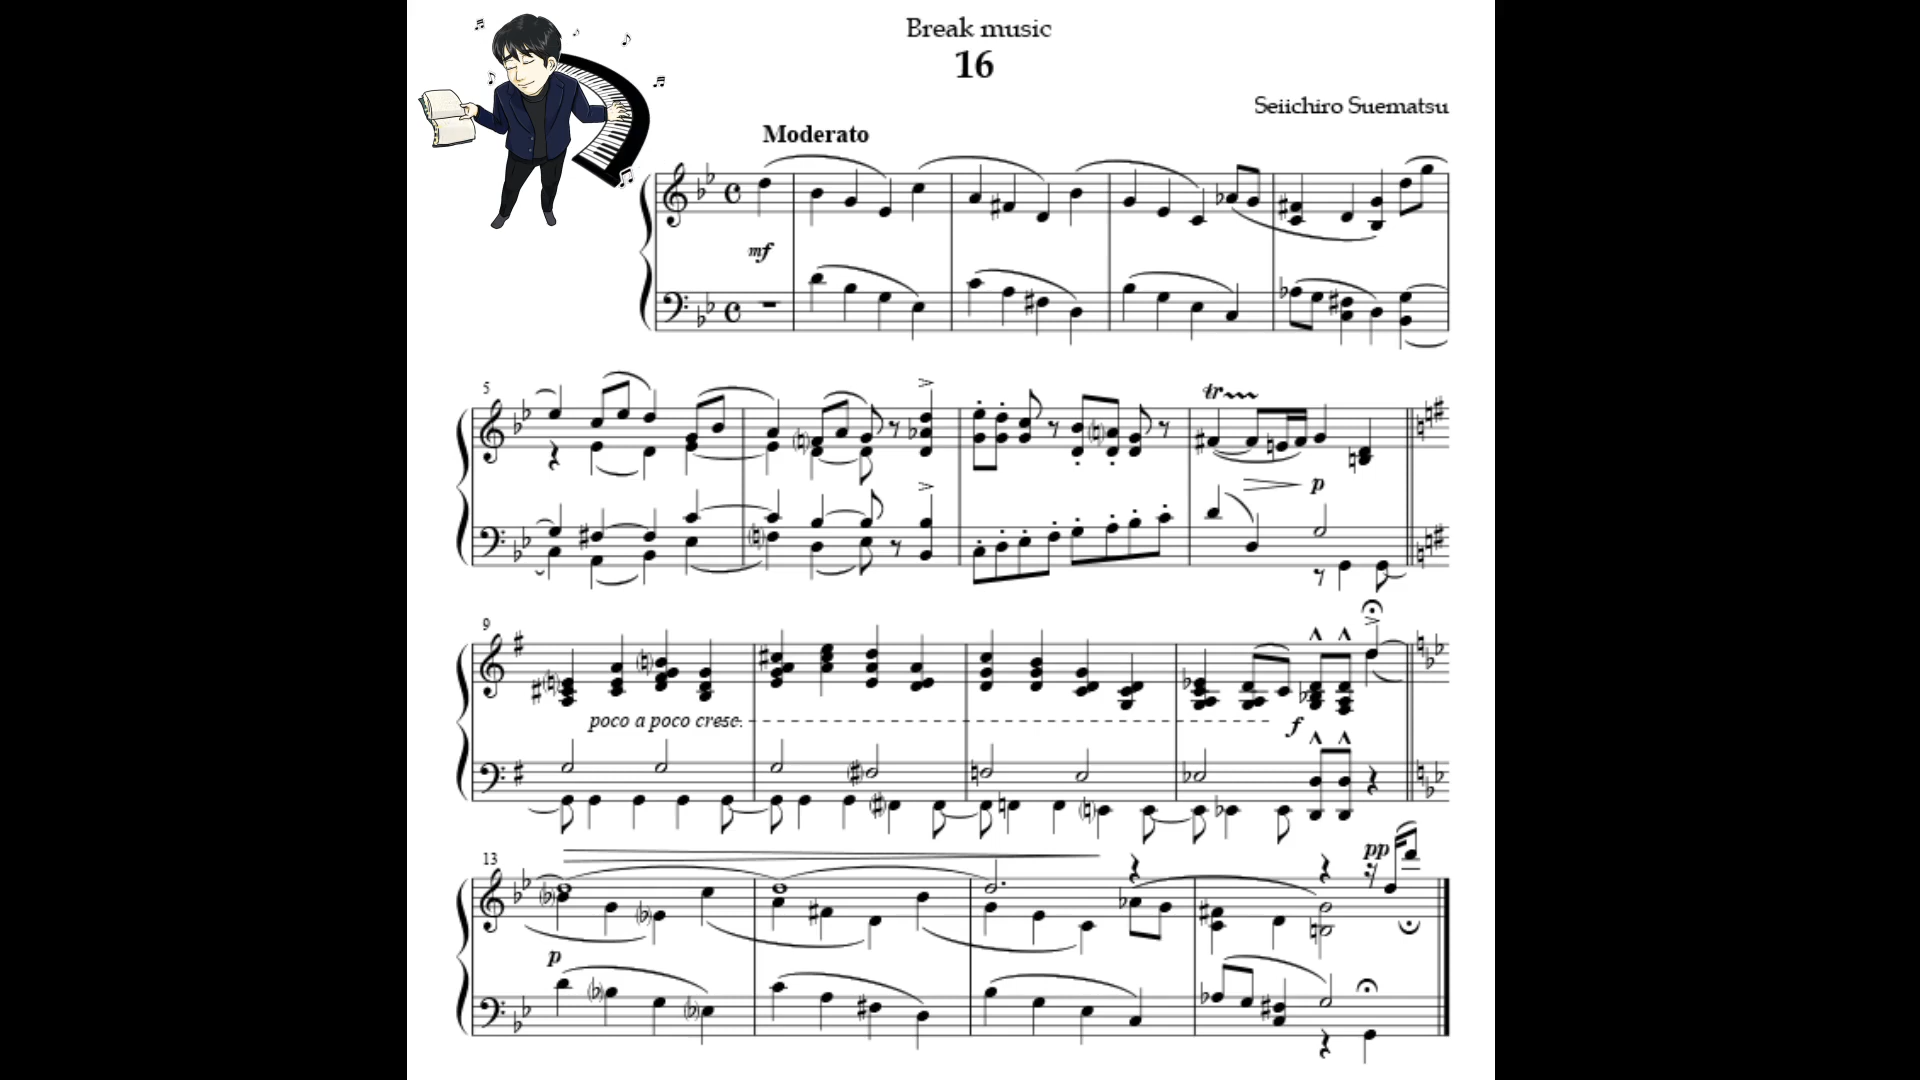 Break music
16
Seiichiro Suematsu
Moderato
mf
5
tr
p
9
poco a poco cresc.
f
13
pp
p